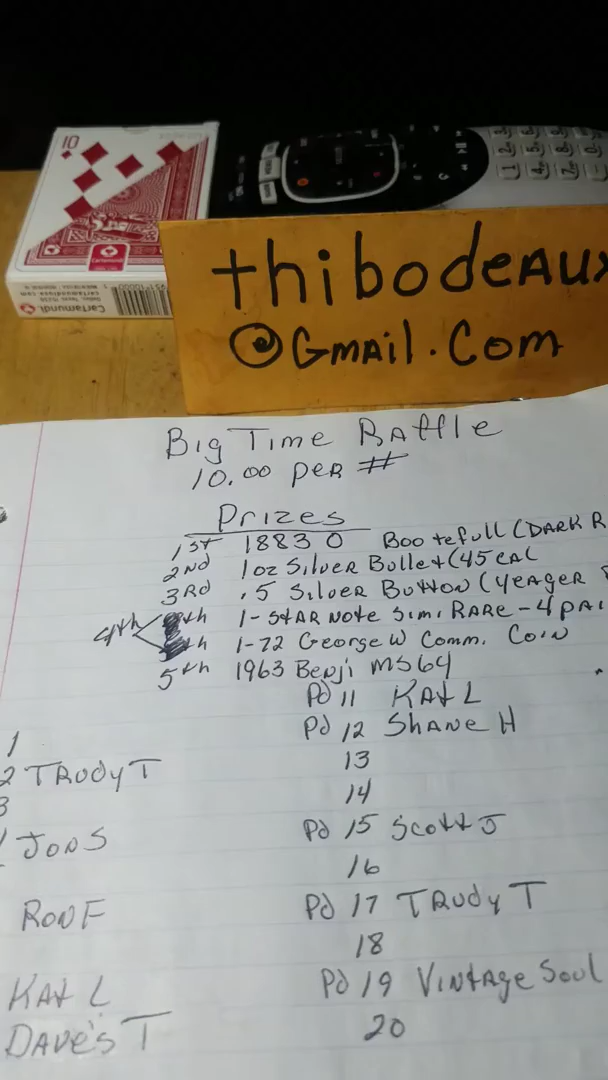 10
Cartamundi
thibodeaux
@Gmail.com
Big Time Raffle
10.00 per #
Prizes
1st 1883 O Bootefull (Dark R
2nd 1oz Silver Bullet (45 cal
3rd .5 Silver Button (Yeager
4th 1-Star Note Sim. Rare - 4 pai
1-72 George W Comm. Coin
5th 1963 Benji MS64
Pd 11 Kat L
1
Pd 12 Shane H
2 Trudy T
13
3
14
JonS
Pd 15 Scott J
16
Ron F
Pd 17 Trudy T
18
Kat L
Pd 19 Vintage Soul
Dave's T
20